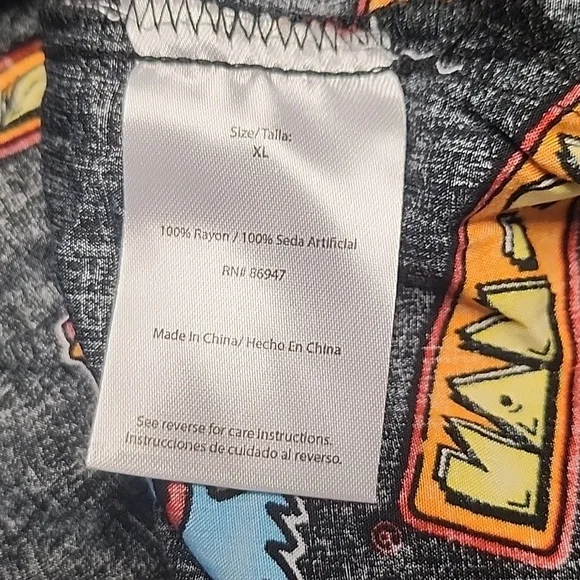 Size/Talla:
XL
100% Rayon / 100% Seda Artificial
RN# 86947
Made In China/ Hecho En China
See reverse for care Instructions.
Instrucciones de cuidado al reverso.
MAN-